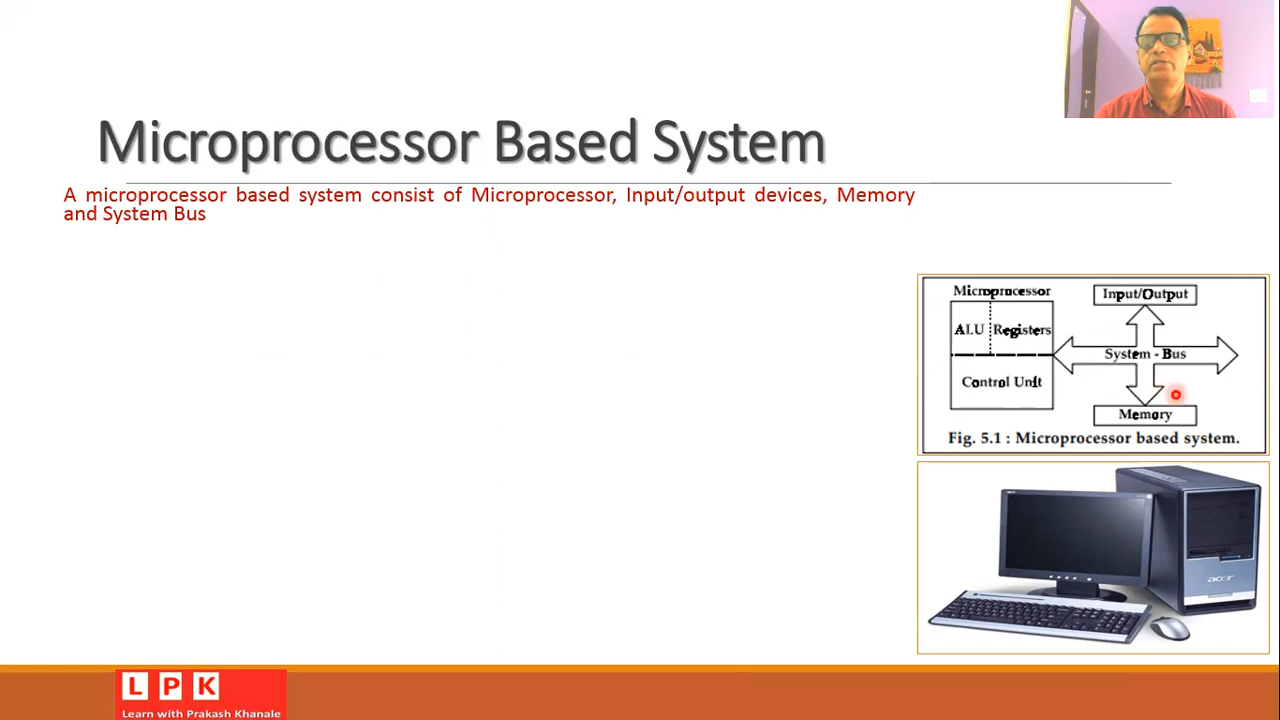 Microprocessor Based System
A microprocessor based system consist of Microprocessor, Input/output devices, Memory
and System Bus
Microprocessor
Input/Output
ALU
Registers
System - Bus
Control Unit
Memory
Fig. 5.1 : Microprocessor based system.
acer
L P K
Learn with Prakash Khanale